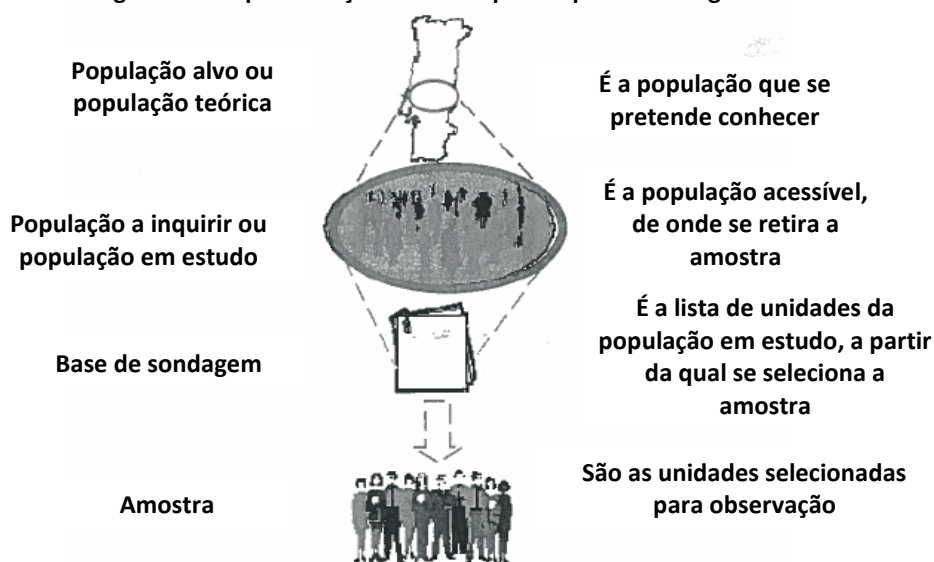 População alvo ou
população teórica
É a população que se
pretende conhecer
População a inquirir ou
população em estudo
É a população acessível,
de onde se retira a
amostra
Base de sondagem
É a lista de unidades da
população em estudo, a partir
da qual se seleciona a
amostra
Amostra
São as unidades selecionadas
para observação